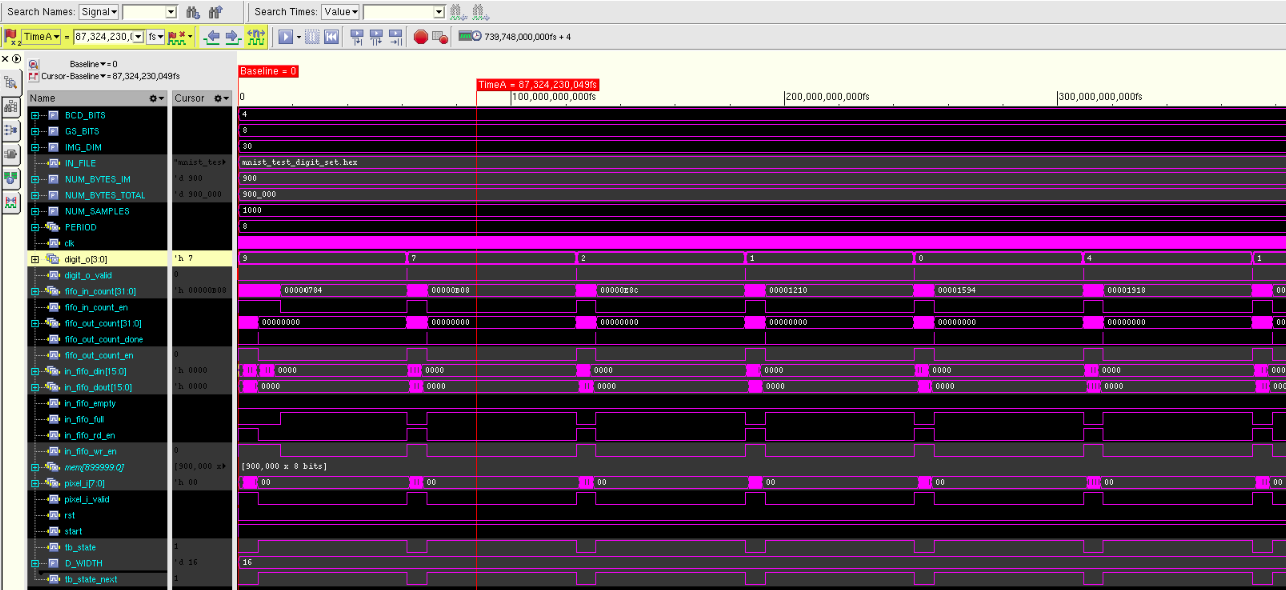 Search Names: Signal Search Times: Value
x2 TimeA = 87,324,230,0 fs 739,748,000,000fs + 4
Baseline = 0
Cursor-Baseline = 87,324,230,049fs
Baseline = 0
TimeA = 87,324,230,049fs
Name Cursor 0 100,000,000,000fs 200,000,000,000fs 300,000,000,000fs
BCD_BITS 4
GS_BITS 8
IMG_DIM 30
IN_FILE "mnist_tes mnist_test_digit_set.hex
NUM_BYTES_IM 'd 900 900
NUM_BYTES_TOTAL 'd 900_000 900_000
NUM_SAMPLES 1000
PERIOD 8
clk
digit_o[3:0] 'h 7 9 7 2 1 0 4 1
digit_o_valid 0
fifo_in_count[31:0] 'h 00000 00000784 00001210 00001594 00001918 00
fifo_in_count_en
fifo_out_count[31:0] 00000000 00000000 00000000 00000000 00000000 00000000 00
fifo_out_count_done
fifo_out_count_en 0
in_fifo_din[15:0] 'h 0000 0000 0000 0000 0000 0000 0000 000
in_fifo_dout[15:0] 'h 0000 0000 0000 0000 0000 0000 0000 000
in_fifo_empty
in_fifo_full
in_fifo_rd_en
in_fifo_wr_en 0
mem[899999:0] [900,000 x [900,000 x 8 bits]
pixel_i[7:0] 'h 00 00 00 00 00 00 00 00
pixel_i_valid
rst
start
tb_state 1
D_WIDTH 'd 16 16
tb_state_next 1